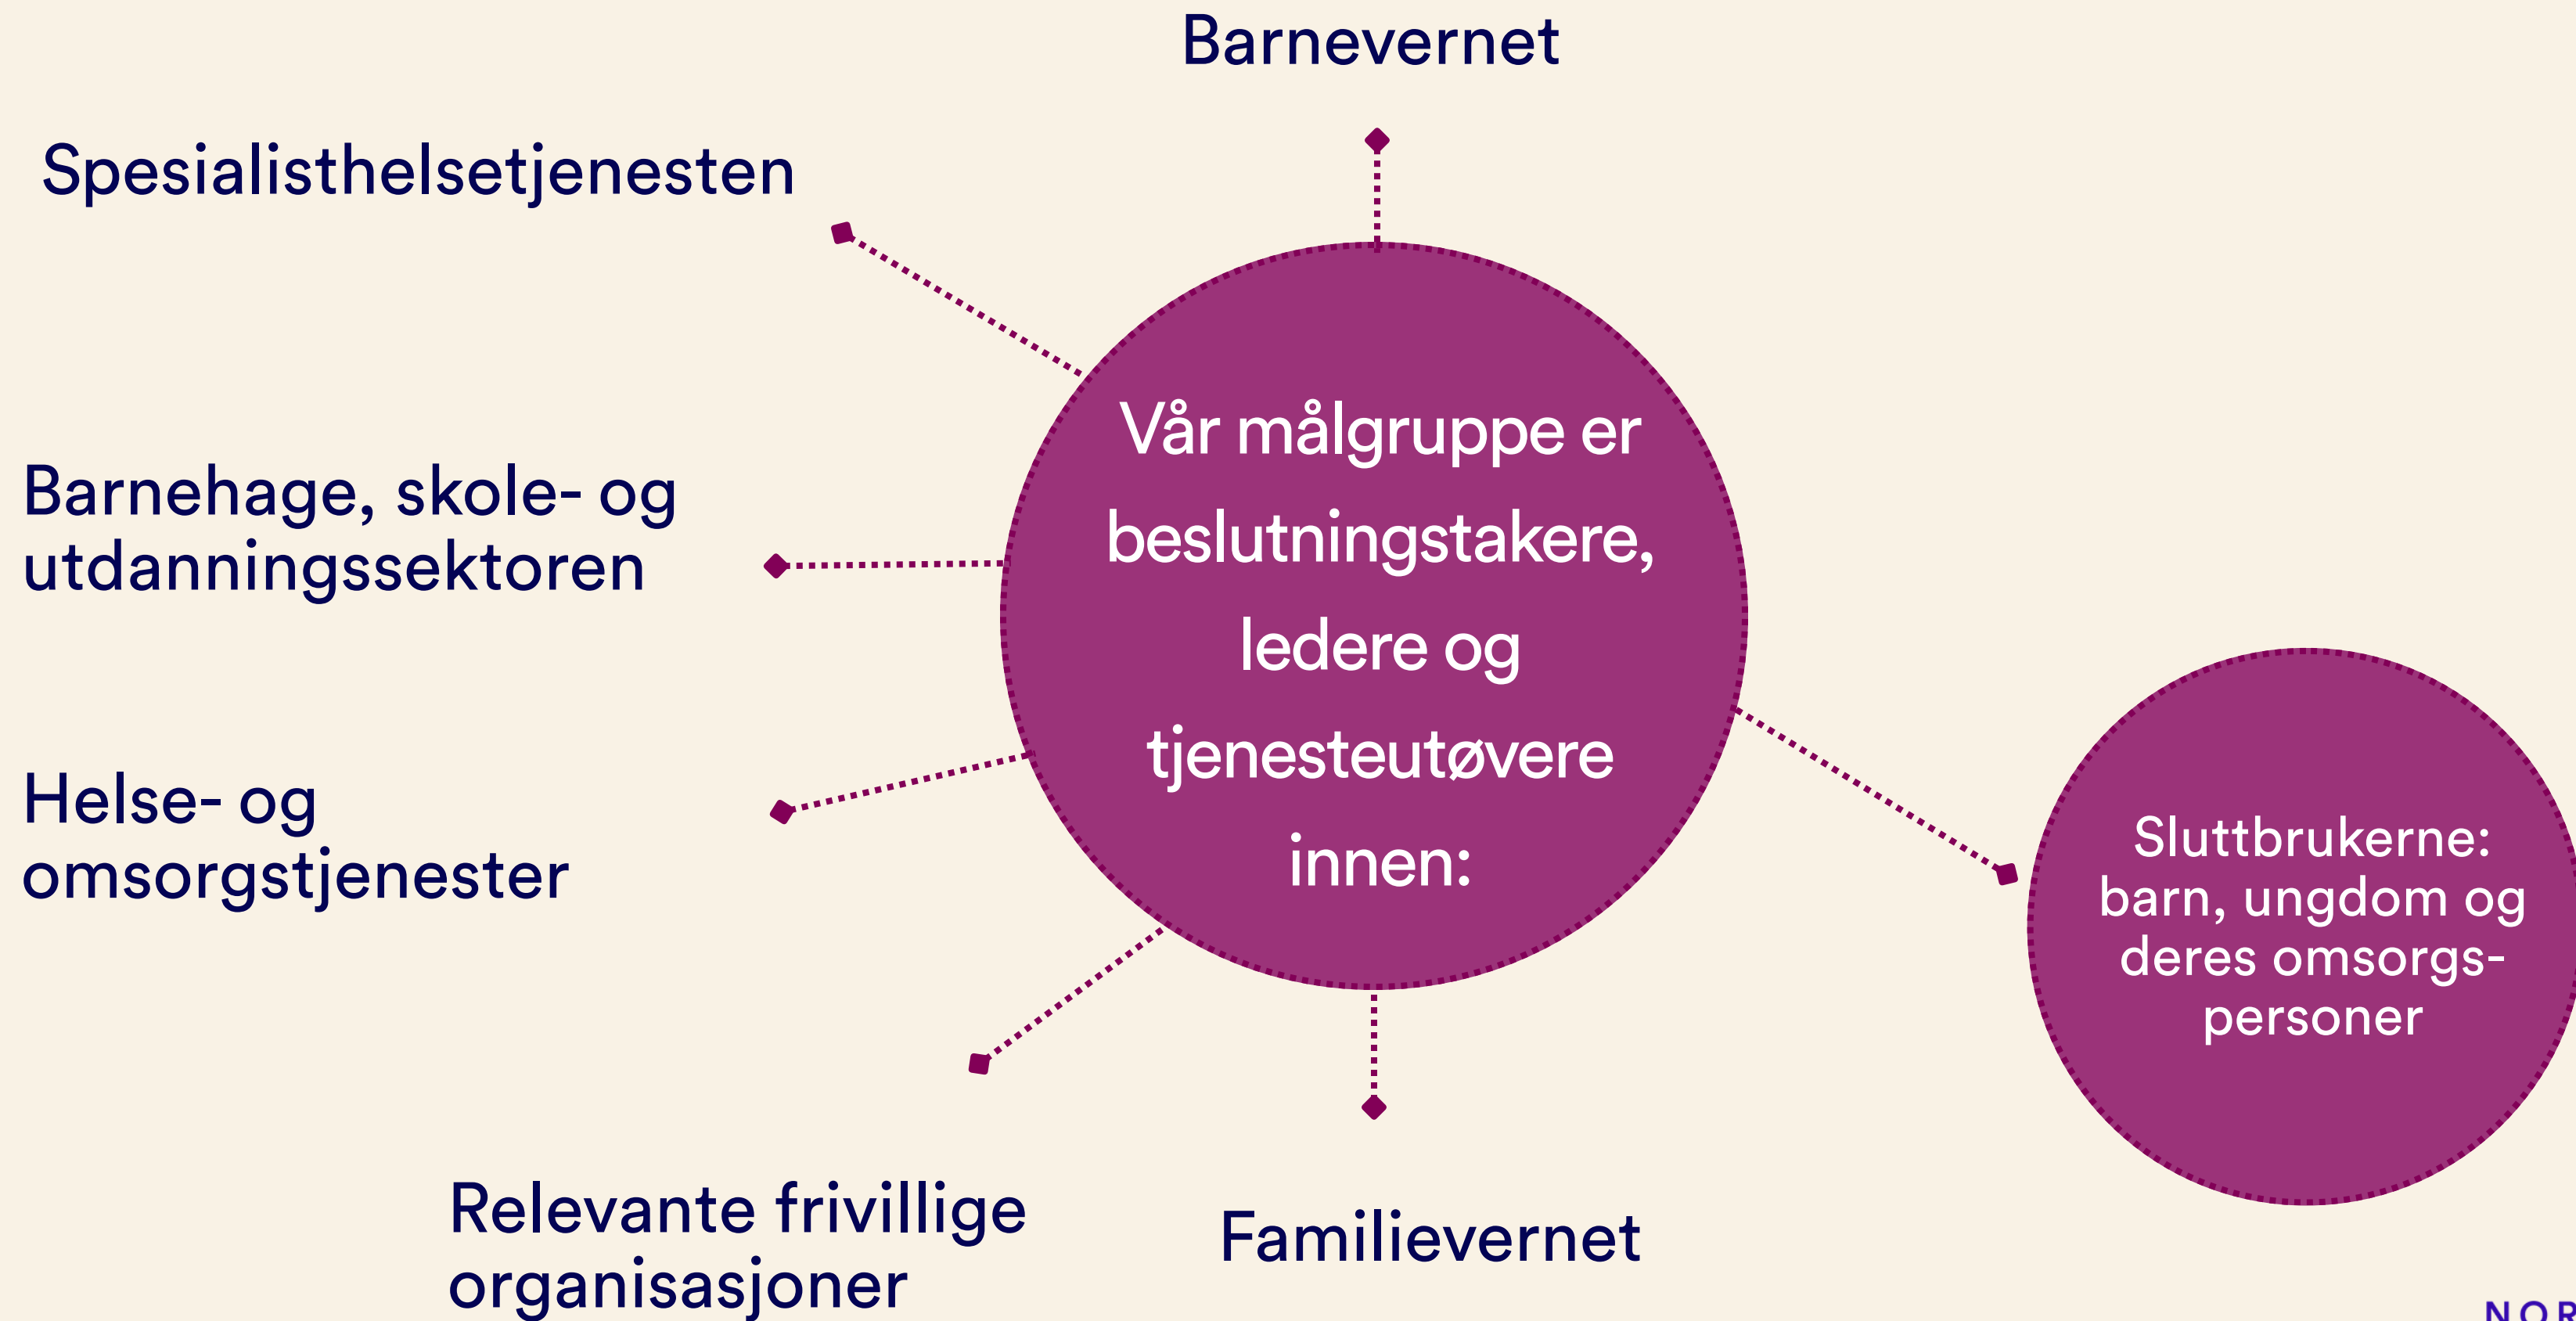 Barnevernet
Spesialisthelsetjenesten
Vår målgruppe er
beslutningstakere,
ledere og
tjenesteutøvere
innen:
Barnehage, skole- og
utdanningssektoren
Helse- og
omsorgstjenester
Sluttbrukerne:
barn, ungdom og
deres omsorgs-
personer
Relevante frivillige
organisasjoner
Familievernet